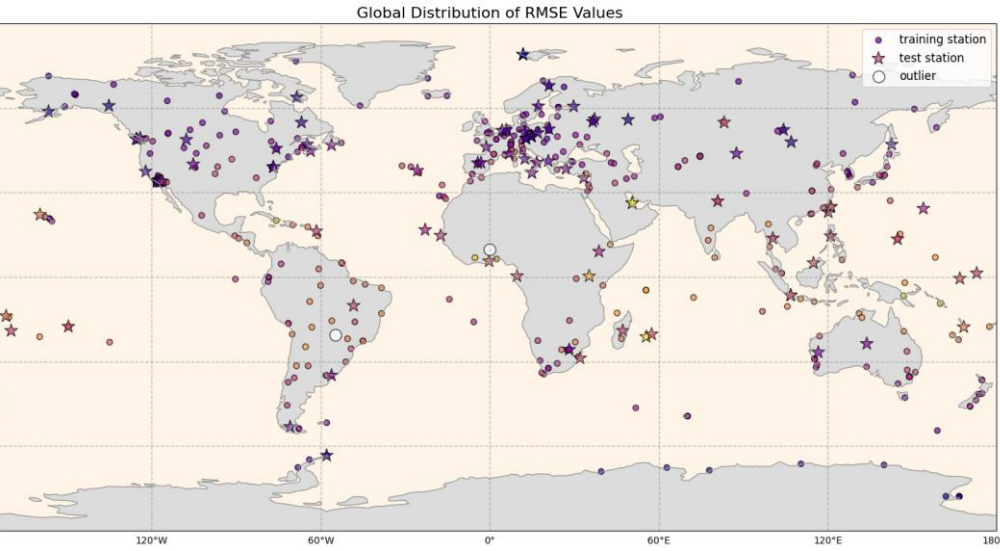 Global Distribution of RMSE Values
training station
test station
outlier
120°W
60°W
0°
60°E
120°E
180